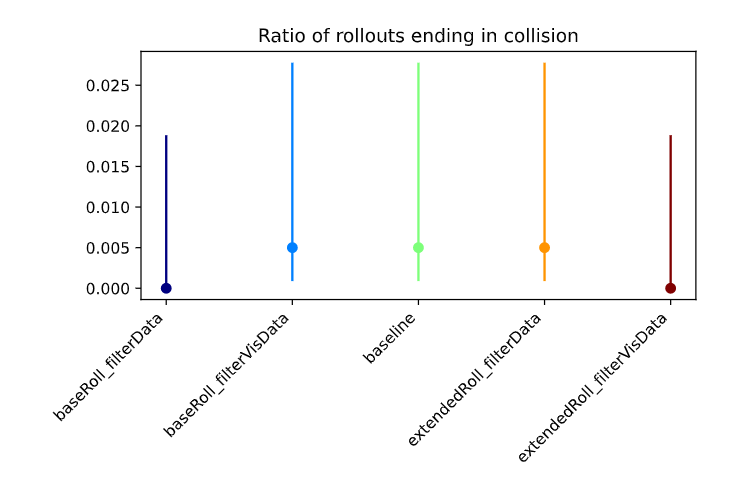 Ratio of rollouts ending in collision
0.025
0.020
0.015
0.010
0.005
0.000
baseRoll_filterData
baseRoll_filterVisData
baseline
extendedRoll_filterData
extendedRoll_filterVisData